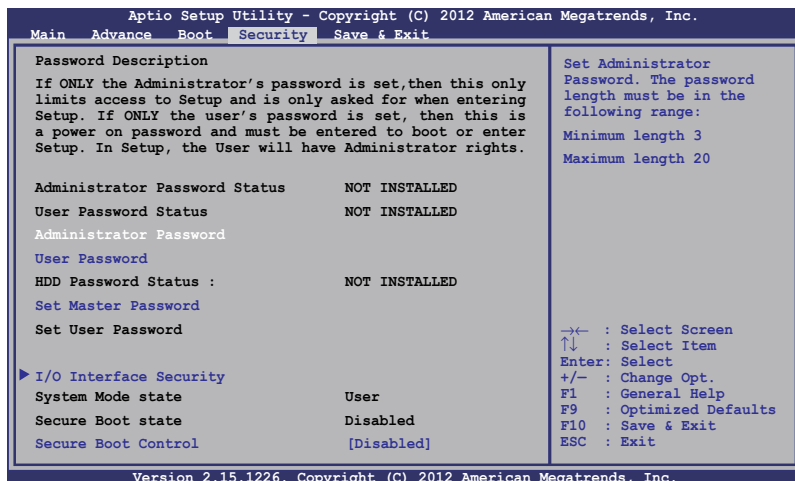 Aptio Setup Utility - Copyright (C) 2012 American Megatrends, Inc.
Main Advance Boot Security Save & Exit
Password Description
If ONLY the Administrator's password is set,then this only
limits access to Setup and is only asked for when entering
Setup. If ONLY the user's password is set, then this is
a power on password and must be entered to boot or enter
Setup. In Setup, the User will have Administrator rights.
Administrator Password Status NOT INSTALLED
User Password Status NOT INSTALLED
Administrator Password
User Password
HDD Password Status : NOT INSTALLED
Set Master Password
Set User Password
I/O Interface Security
System Mode state User
Secure Boot state Disabled
Secure Boot Control [Disabled]
Set Administrator
Password. The password
length must be in the
following range:
Minimum length 3
Maximum length 20
→← : Select Screen
↑↓ : Select Item
Enter: Select
+/— : Change Opt.
F1 : General Help
F9 : Optimized Defaults
F10 : Save & Exit
ESC : Exit
Version 2.15.1226. Copyright (C) 2012 American Megatrends, Inc.